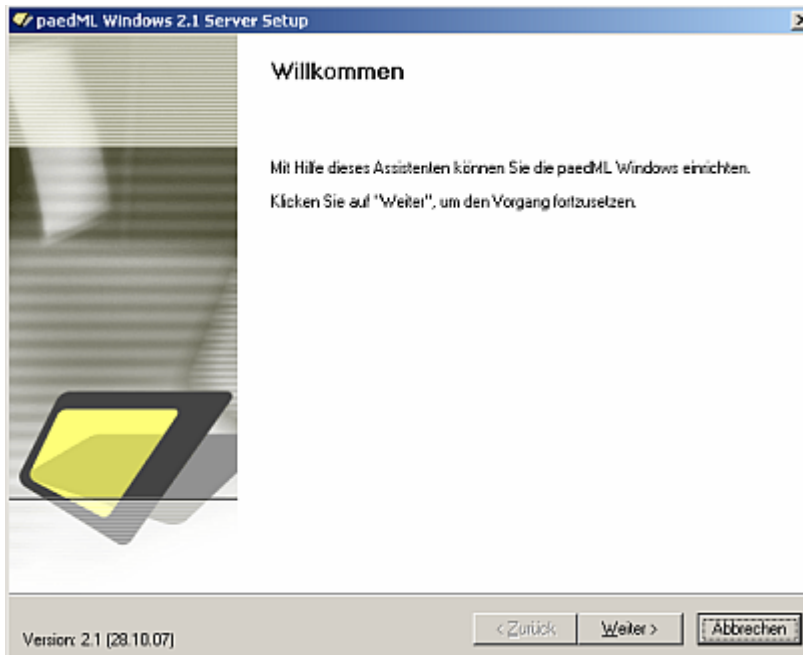 paedML Windows 2.1 Server Setup
Willkommen
Mit Hilfe dieses Assistenten können Sie die paedML Windows einrichten.
Klicken Sie auf "Weiter", um den Vorgang fortzusetzen.
Version: 2.1 (28.10.07)
< Zurück
Weiter >
Abbrechen